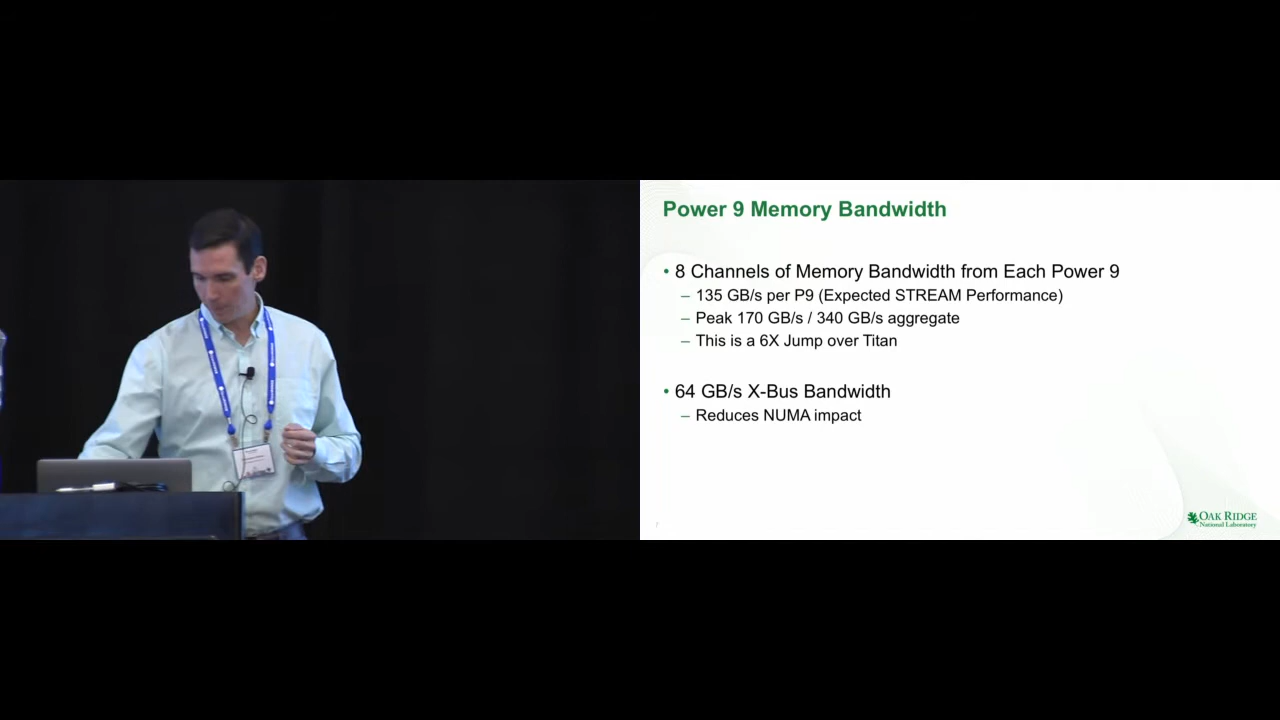 Power 9 Memory Bandwidth
• 8 Channels of Memory Bandwidth from Each Power 9
– 135 GB/s per P9 (Expected STREAM Performance)
– Peak 170 GB/s / 340 GB/s aggregate
– This is a 6X Jump over Titan
• 64 GB/s X-Bus Bandwidth
– Reduces NUMA impact
OAK RIDGE
National Laboratory